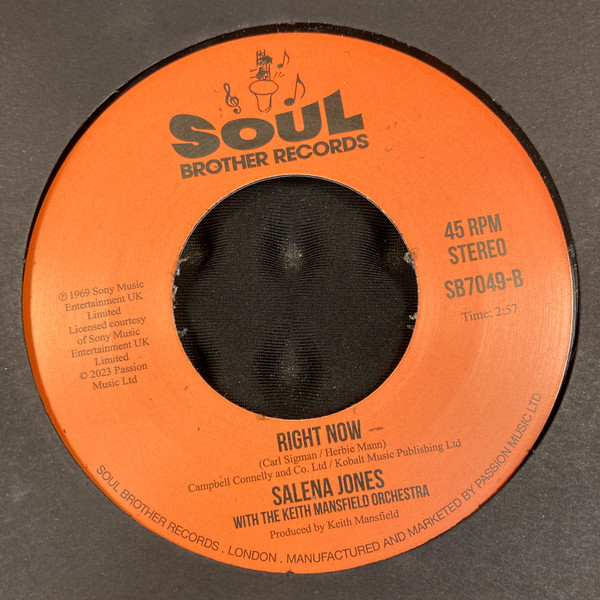 SOUL
BROTHER RECORDS
45 RPM
STEREO
SB7049-B
Time: 2:57
℗ 1969 Sony Music
Entertainment UK
Limited
Licensed courtesy
of Sony Music
Entertainment UK
Limited
© 2023 Passion
Music Ltd
RIGHT NOW
(Carl Sigman / Herbie Mann)
Campbell Connelly and Co. Ltd / Kobalt Music Publishing Ltd
SALENA JONES
WITH THE KEITH MANSFIELD ORCHESTRA
Produced by Keith Mansfield
SOUL BROTHER RECORDS . LONDON . MANUFACTURED AND MARKETED BY PASSION MUSIC LTD